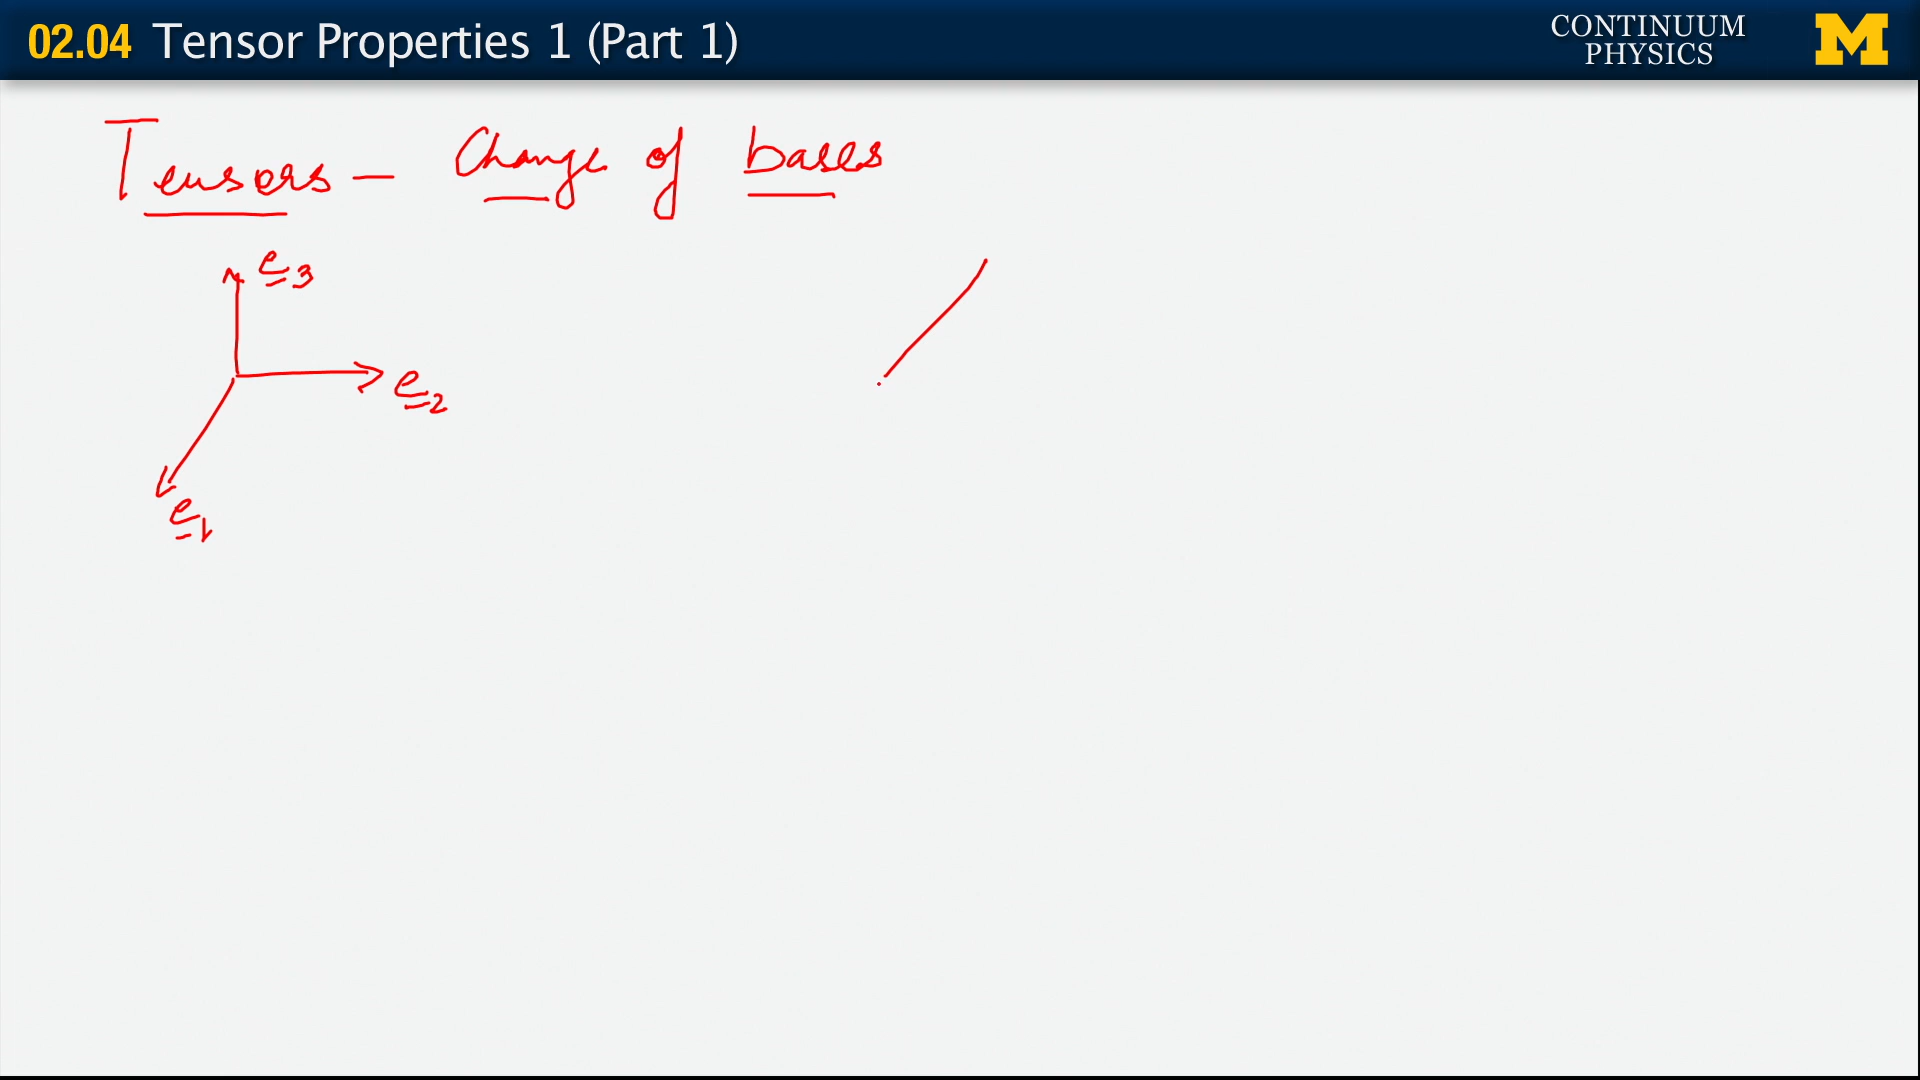 02.04 Tensor Properties 1 (Part 1)
CONTINUUM
PHYSICS
M
Tensors - Change of bases
e3
e2
e1